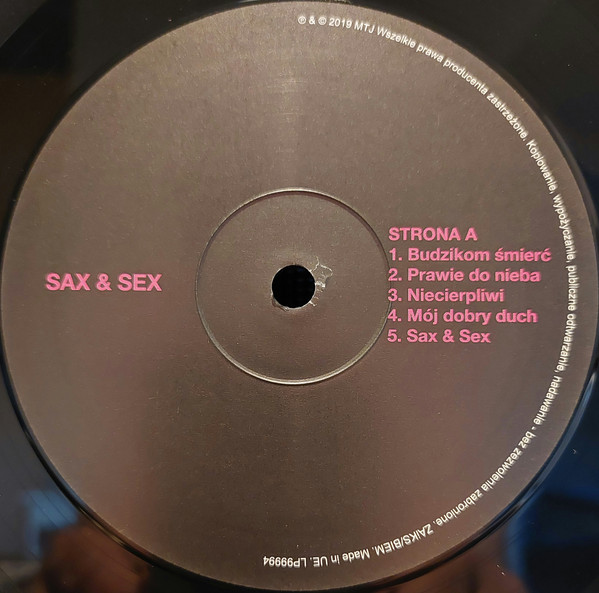 ℗ & © 2019 MTJ Wszelkie prawa producenta zastrzeżone. Kopiowanie, wypożyczanie, publiczne odtwarzanie, nadawanie - bez zezwolenia zabronione. ZAIKS/BIEM. Made in UE. LP99994
SAX & SEX
STRONA A
1. Budzikom śmierć
2. Prawie do nieba
3. Niecierpliwi
4. Mój dobry duch
5. Sax & Sex